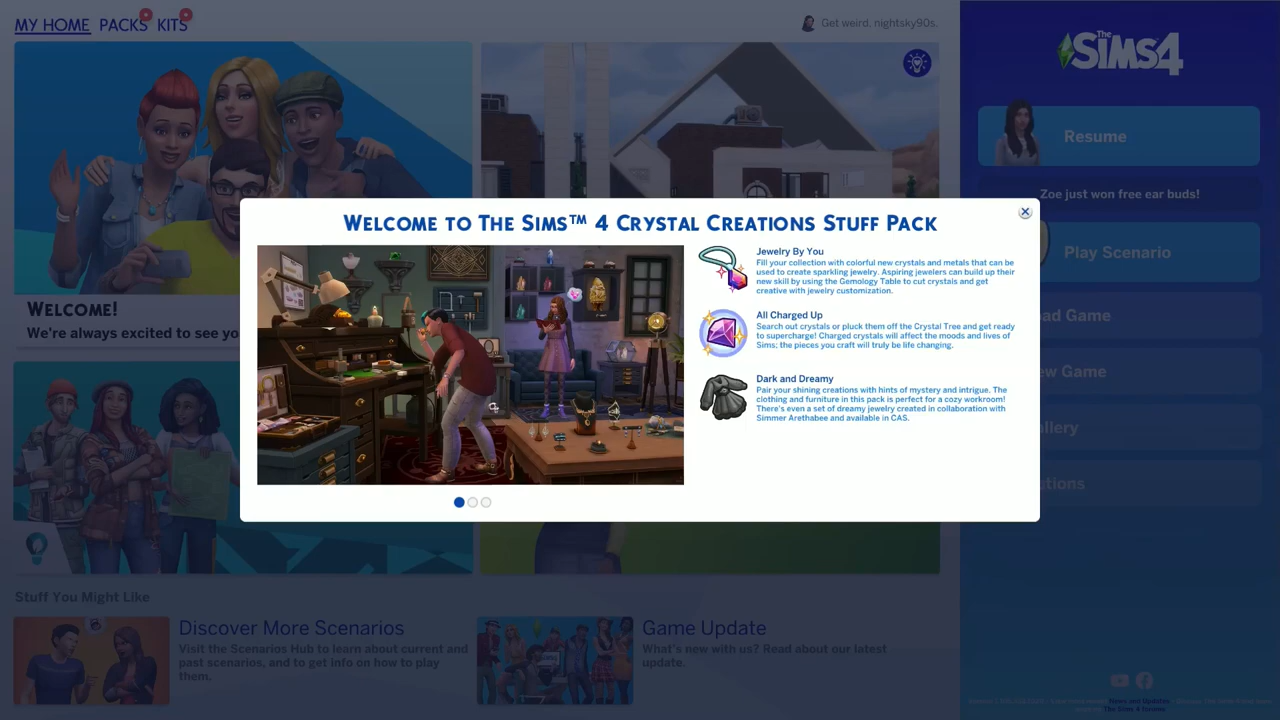 MY HOME PACKS KITS
Get weird, nightsky90s.
The SiMS 4
Resume
Zoe just won free ear buds!
Play Scenario
ad Game
ew Game
allery
tions
WELCOME!
We're always excited to see yo
WELCOME TO THE SIMS™ 4 CRYSTAL CREATIONS STUFF PACK
Jewelry By You
Fill your collection with colorful new crystals and metals that can be
used to create sparkling jewelry. Aspiring jewelers can build up their
new skill by using the Gemology Table to cut crystals and get
creative with jewelry customization.
All Charged Up
Search out crystals or pluck them off the Crystal Tree and get ready
to supercharge! Charged crystals will affect the moods and lives of
Sims; the pieces you craft will truly be life changing.
Dark and Dreamy
Pair your shining creations with hints of mystery and intrigue. The
clothing and furniture in this pack is perfect for a cozy workroom!
There's even a set of dreamy jewelry created in collaboration with
Simmer Arethabee and available in CAS.
Stuff You Might Like
Discover More Scenarios
Visit the Scenarios Hub to learn about current and
past scenarios, and to get info on how to play
them.
Game Update
What's new with us? Read about our latest
update.
News and Updates
The Sims 4 forums